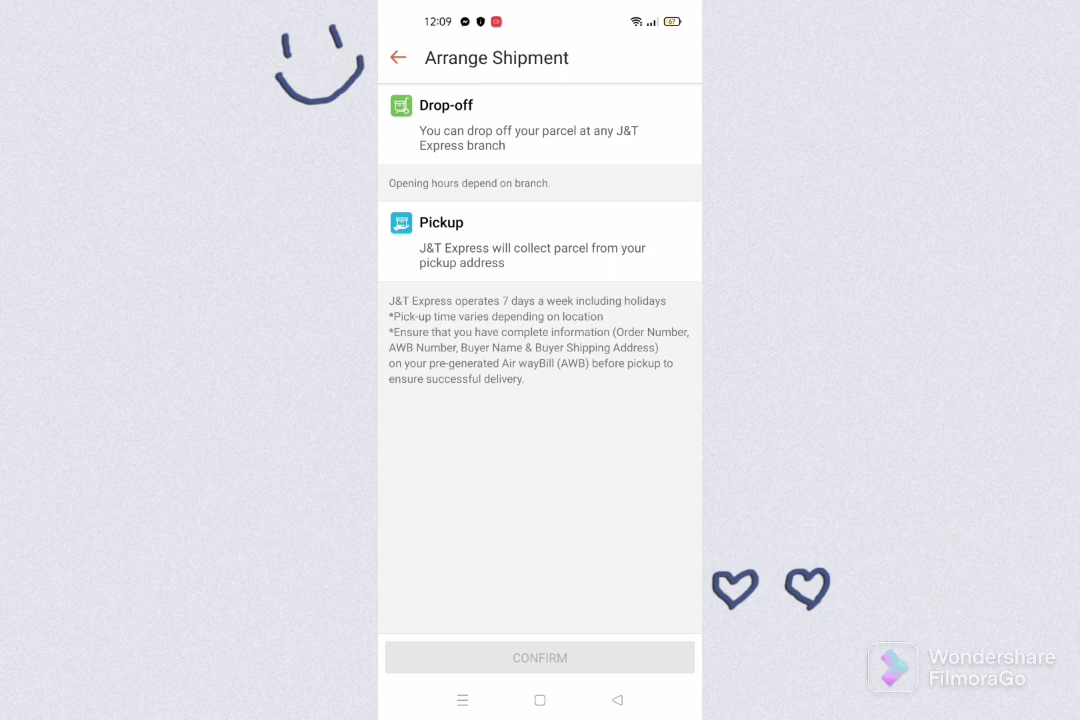 12:09
67
Arrange Shipment
Drop-off
You can drop off your parcel at any J&T
Express branch
Opening hours depend on branch.
Pickup
J&T Express will collect parcel from your
pickup address
J&T Express operates 7 days a week including holidays
*Pick-up time varies depending on location
*Ensure that you have complete information (Order Number,
AWB Number, Buyer Name & Buyer Shipping Address)
on your pre-generated Air wayBill (AWB) before pickup to
ensure successful delivery.
CONFIRM
Wondershare
FilmoraGo